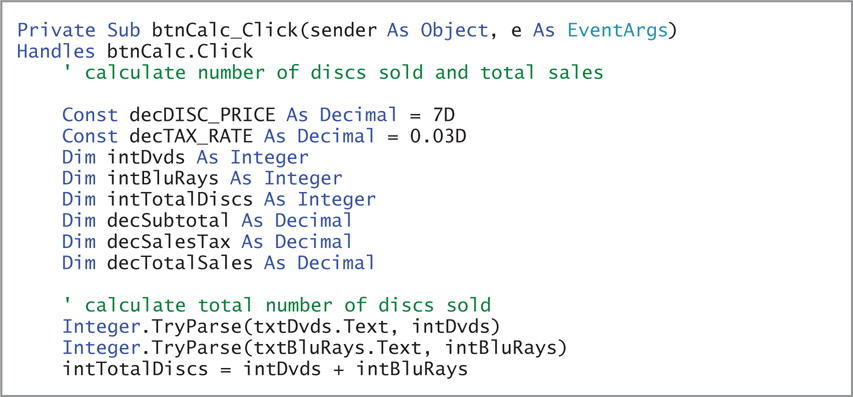 Private Sub btnCalc_Click(sender As Object, e As EventArgs)
Handles btnCalc.Click
    ' calculate number of discs sold and total sales

    Const decDISC_PRICE As Decimal = 7D
    Const decTAX_RATE As Decimal = 0.03D
    Dim intDvds As Integer
    Dim intBluRays As Integer
    Dim intTotalDiscs As Integer
    Dim decSubtotal As Decimal
    Dim decSalesTax As Decimal
    Dim decTotalSales As Decimal

    ' calculate total number of discs sold
    Integer.TryParse(txtDvds.Text, intDvds)
    Integer.TryParse(txtBluRays.Text, intBluRays)
    intTotalDiscs = intDvds + intBluRays